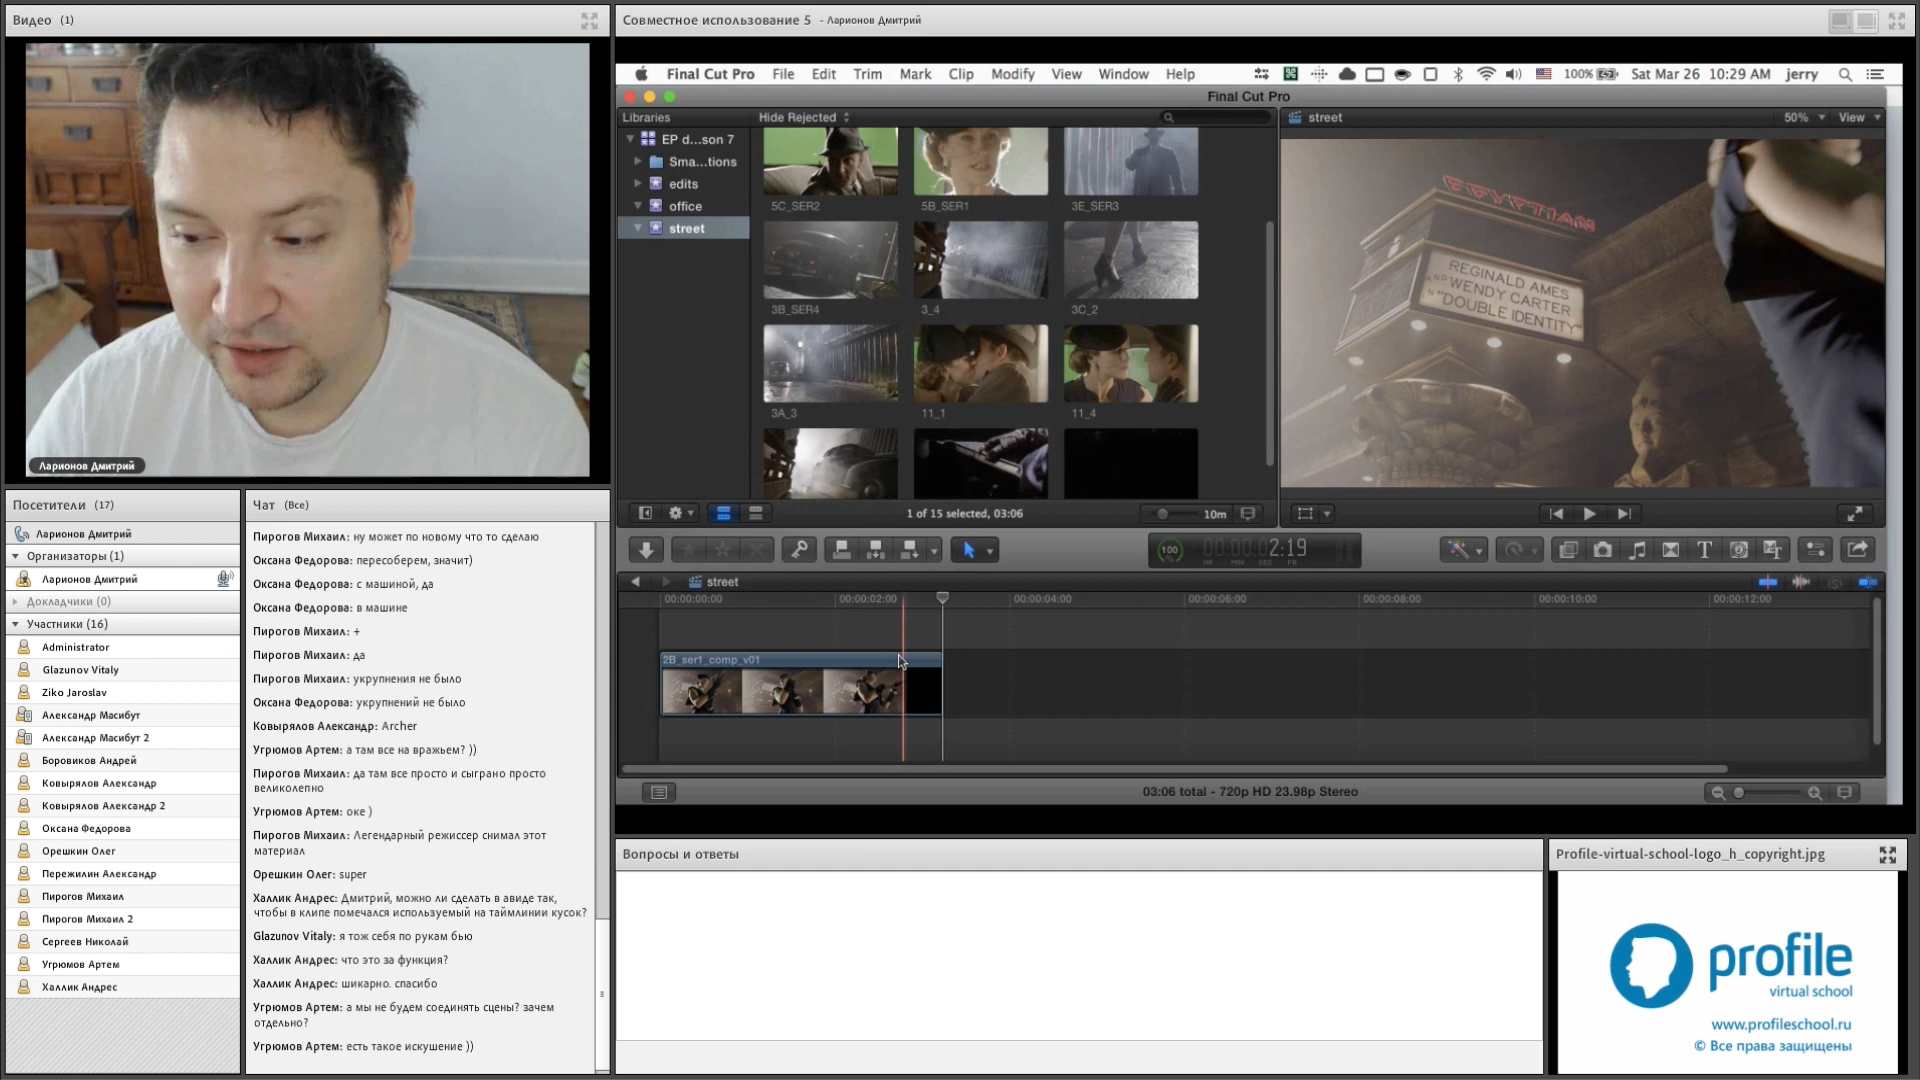 Видео (1)
Ларионов Дмитрий
Посетители (17)
Ларионов Дмитрий
Организаторы (1)
Ларионов Дмитрий
Докладчики (0)
Участники (16)
Administrator
Glazunov Vitaly
Ziko Jaroslav
Александр Масибут
Александр Масибут 2
Боровиков Андрей
Ковырялов Александр
Ковырялов Александр 2
Оксана Федорова
Орешкин Олег
Пережилин Александр
Пирогов Михаил
Пирогов Михаил 2
Сергеев Николай
Угрюмов Артем
Халлик Андрес
Чат (Все)
Пирогов Михаил: ну может по новому что то сделаю
Оксана Федорова: пересоберем, значит)
Оксана Федорова: с машиной, да
Оксана Федорова: в машине
Пирогов Михаил: +
Пирогов Михаил: да
Пирогов Михаил: укрупнения не было
Оксана Федорова: укрупнений не было
Ковырялов Александр: Archer
Угрюмов Артем: а там все на вражьем? ))
Пирогов Михаил: да там все просто и сыграно просто
великолепно
Угрюмов Артем: оке )
Пирогов Михаил: Легендарный режиссер снимал этот
материал
Орешкин Олег: super
Халлик Андрес: Дмитрий, можно ли сделать в авиде так,
чтобы в клипе помечался используемый на таймлинии кусок?
Glazunov Vitaly: я тож себя по рукам бью
Халлик Андрес: что это за функция?
Халлик Андрес: шикарно. спасибо
Угрюмов Артем: а мы не будем соединять сцены? зачем
отдельно?
Угрюмов Артем: есть такое искушение ))
Совместное использование 5 - Ларионов Дмитрий
Final Cut Pro File Edit Trim Mark Clip Modify View Window Help 100% Sat Mar 26 10:29 AM jerry
Final Cut Pro
Libraries
Hide Rejected
EP d...son 7
Sma...tions
edits
office
street
5C_SER2 5B_SER1 3E_SER3
3B_SER4 3_4 3C_2
3A_3 11_1 11_4
1 of 15 selected, 03:06
10m
street
50% View
EGYPTIAN
REGINALD AMES
AND WENDY CARTER
IN "DOUBLE IDENTITY"
100
00:00:02:19
HR MIN SEC FR
street
00:00:00:00 00:00:02:00 00:00:04:00 00:00:06:00 00:00:08:00 00:00:10:00 00:00:12:00
2B_ser1_comp_v01
03:06 total - 720p HD 23.98p Stereo
Вопросы и ответы
Profile-virtual-school-logo_h_copyright.jpg
profile
virtual school
www.profileschool.ru
© Все права защищены